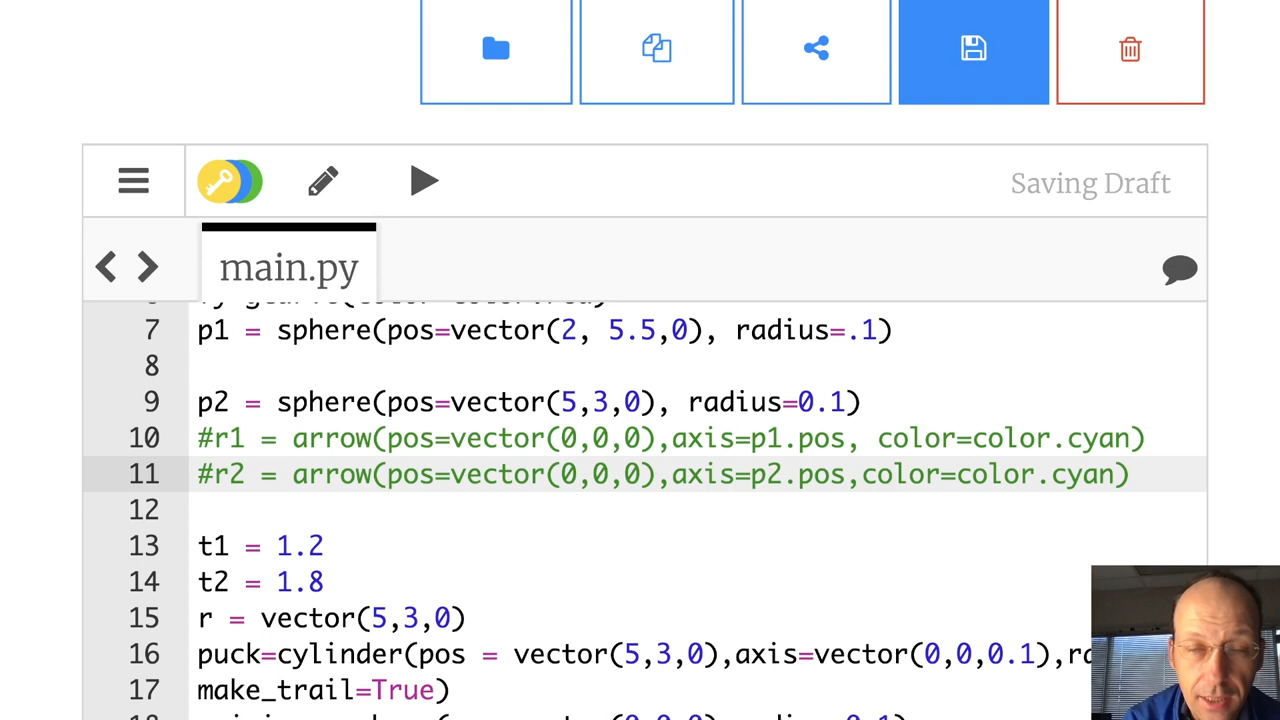 Saving Draft
main.py
7 p1 = sphere(pos=vector(2, 5.5,0), radius=.1)
8
9 p2 = sphere(pos=vector(5,3,0), radius=0.1)
10 #r1 = arrow(pos=vector(0,0,0),axis=p1.pos, color=color.cyan)
11 #r2 = arrow(pos=vector(0,0,0),axis=p2.pos,color=color.cyan)
12
13 t1 = 1.2
14 t2 = 1.8
15 r = vector(5,3,0)
16 puck=cylinder(pos = vector(5,3,0),axis=vector(0,0,0.1),
17 make_trail=True)